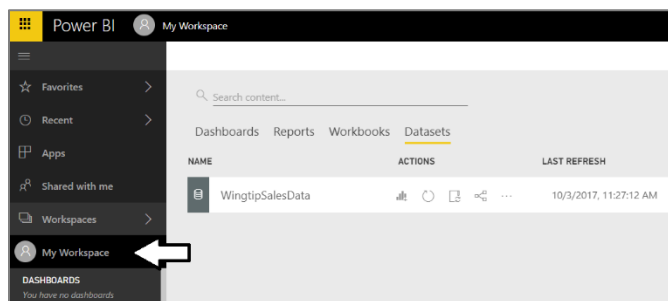 Power BI My Workspace
Favorites
Recent
Apps
Shared with me
Workspaces
My Workspace
DASHBOARDS
You have no dashboards
Search content...
Dashboards Reports Workbooks Datasets
NAME ACTIONS LAST REFRESH
WingtipSalesData ... 10/3/2017, 11:27:12 AM